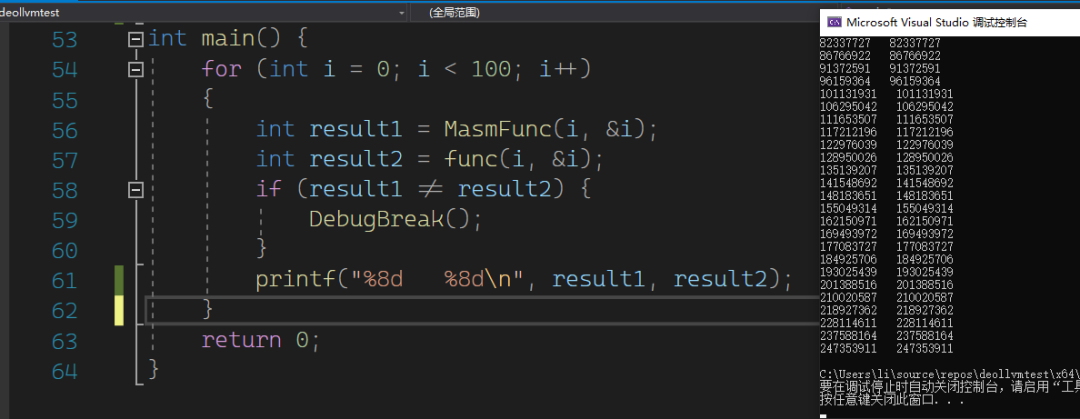 deollvmtest
(全局范围)
53 int main() {
54 for (int i = 0; i < 100; i++)
55 {
56 int result1 = MasmFunc(i, &i);
57 int result2 = func(i, &i);
58 if (result1 ≠ result2) {
59 DebugBreak();
60 }
61 printf("%8d   %8d\n", result1, result2);
62 }
63 return 0;
64 }
Microsoft Visual Studio 调试控制台
82337727 82337727
86766922 86766922
91372591 91372591
96159364 96159364
101131931 101131931
106295042 106295042
111653507 111653507
117212196 117212196
122976039 122976039
128950026 128950026
135139207 135139207
141548692 141548692
148183651 148183651
155049314 155049314
162150971 162150971
169493972 169493972
177083727 177083727
184925706 184925706
193025439 193025439
201388516 201388516
210020587 210020587
218927362 218927362
228114611 228114611
237588164 237588164
247353911 247353911
C:\Users\li\source\repos\deollvmtest\x64\
要在调试停止时自动关闭控制台，请启用“工具
按任意键关闭此窗口. . .